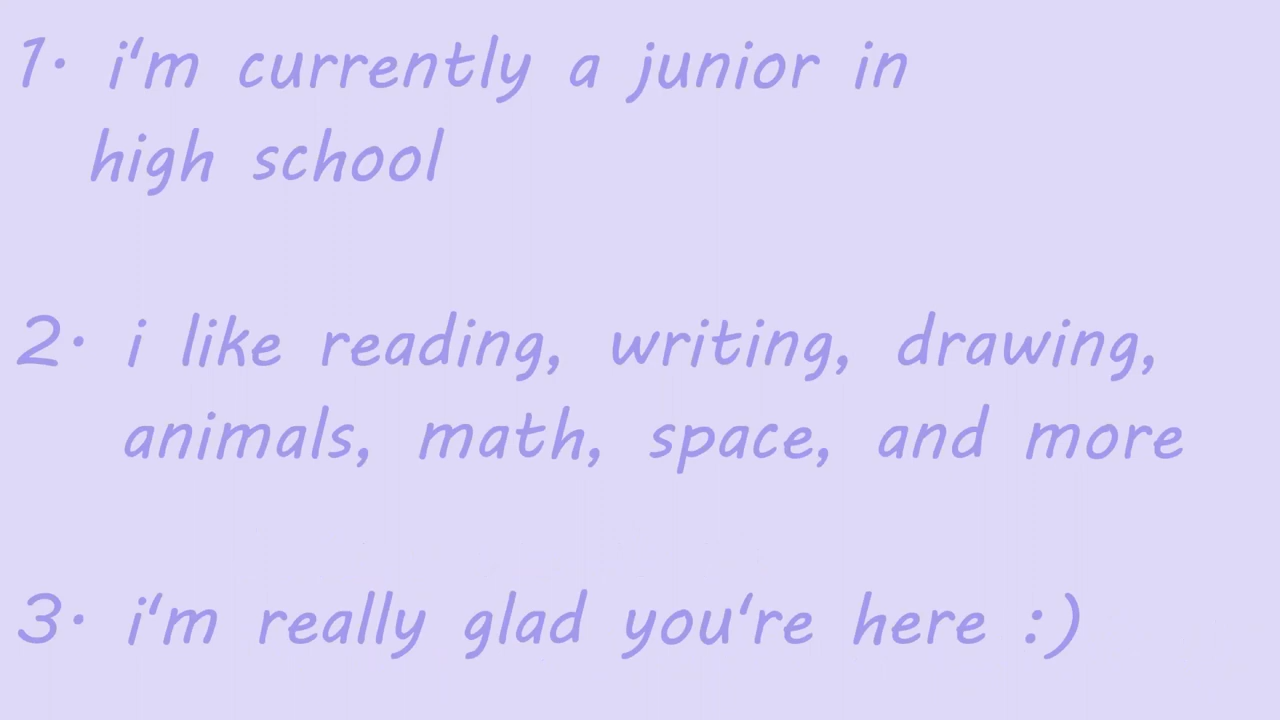 1. i'm currently a junior in
high school
2. i like reading, writing, drawing,
animals, math, space, and more
3. i'm really glad you're here :)